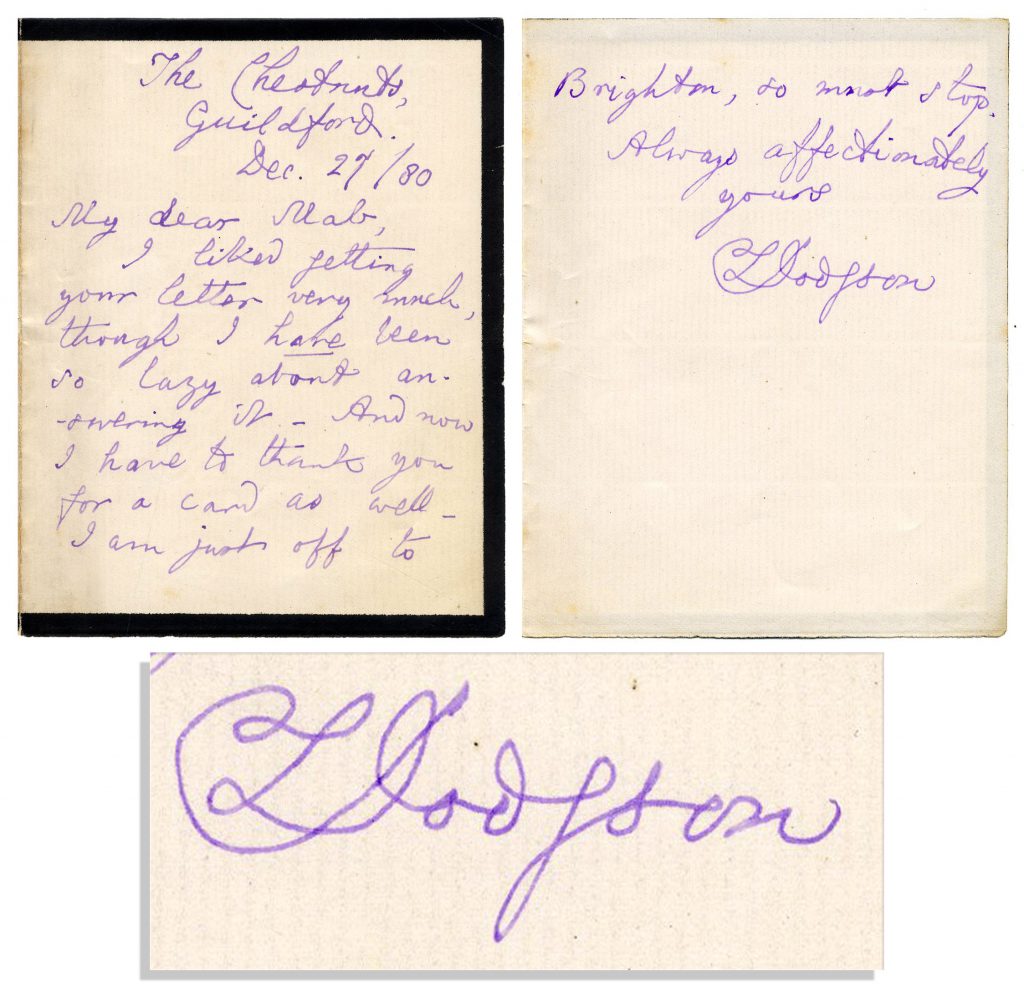 The Chestnuts,
Guildford.
Dec. 27/80
My dear Mab,
I liked getting
your letter very much,
though I have been
so lazy about an-
-swering it - And now
I have to thank you
for a card as well -
I am just off to
Brighton, so must stop.
Always affectionately
yours
CLDodgson
CLDodgson